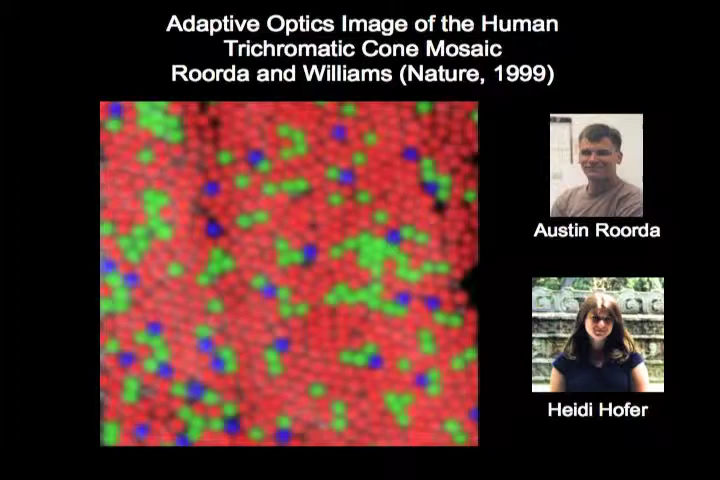 Adaptive Optics Image of the Human
Trichromatic Cone Mosaic
Roorda and Williams (Nature, 1999)
Austin Roorda
Heidi Hofer